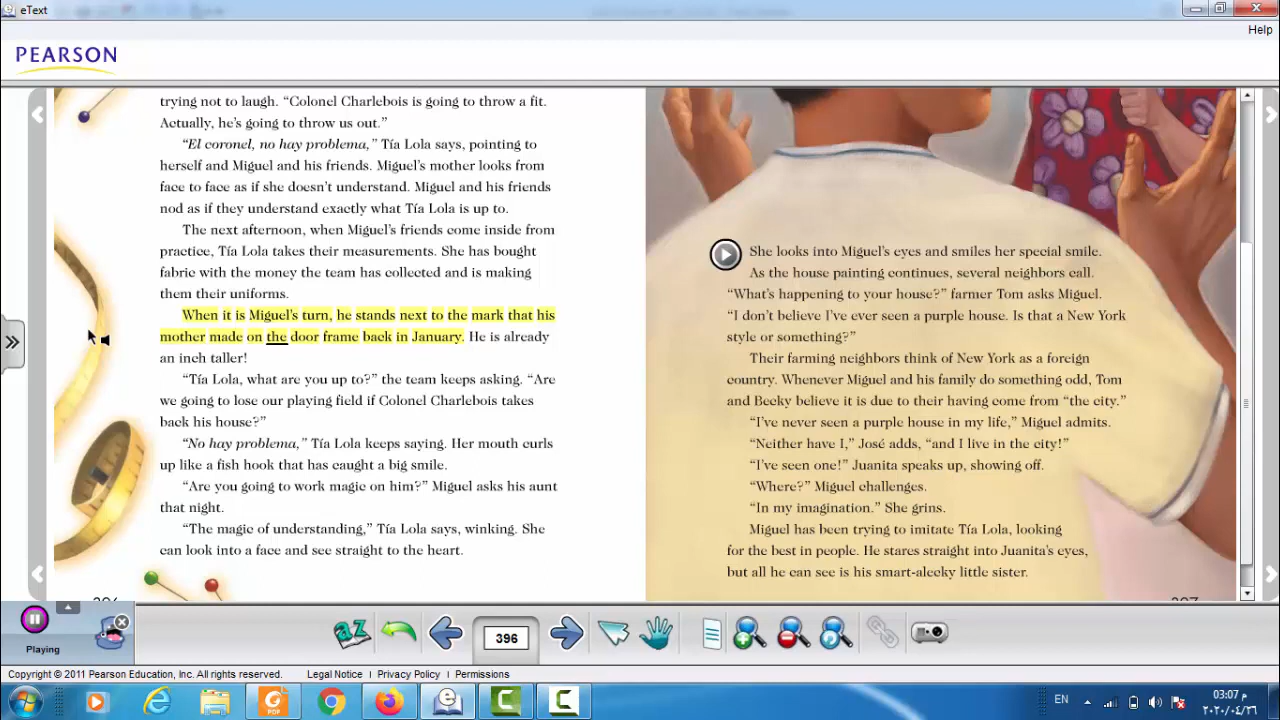 eText
Help
PEARSON
trying not to laugh. “Colonel Charlebois is going to throw a fit.
Actually, he’s going to throw us out.”
“El coronel, no hay problema,” Tía Lola says, pointing to
herself and Miguel and his friends. Miguel’s mother looks from
face to face as if she doesn’t understand. Miguel and his friends
nod as if they understand exactly what Tía Lola is up to.
The next afternoon, when Miguel’s friends come inside from
practice, Tía Lola takes their measurements. She has bought
fabric with the money the team has collected and is making
them their uniforms.
When it is Miguel’s turn, he stands next to the mark that his
mother made on the door frame back in January. He is already
an inch taller!
“Tía Lola, what are you up to?” the team keeps asking. “Are
we going to lose our playing field if Colonel Charlebois takes
back his house?”
“No hay problema,” Tía Lola keeps saying. Her mouth curls
up like a fish hook that has caught a big smile.
“Are you going to work magic on him?” Miguel asks his aunt
that night.
“The magic of understanding,” Tía Lola says, winking. She
can look into a face and see straight to the heart.
She looks into Miguel’s eyes and smiles her special smile.
As the house painting continues, several neighbors call.
“What’s happening to your house?” farmer Tom asks Miguel.
“I don’t believe I’ve ever seen a purple house. Is that a New York
style or something?”
Their farming neighbors think of New York as a foreign
country. Whenever Miguel and his family do something odd, Tom
and Becky believe it is due to their having come from “the city.”
“I’ve never seen a purple house in my life,” Miguel admits.
“Neither have I,” José adds, “and I live in the city!”
“I’ve seen one!” Juanita speaks up, showing off.
“Where?” Miguel challenges.
“In my imagination.” She grins.
Miguel has been trying to imitate Tía Lola, looking
for the best in people. He stares straight into Juanita’s eyes,
but all he can see is his smart-alecky little sister.
Playing
aZ
396
Copyright © 2011 Pearson Education, Inc. All rights reserved. Legal Notice | Privacy Policy | Permissions
PDF
EN
03:07 م
٢٠٢٠/٠٤/٢٦